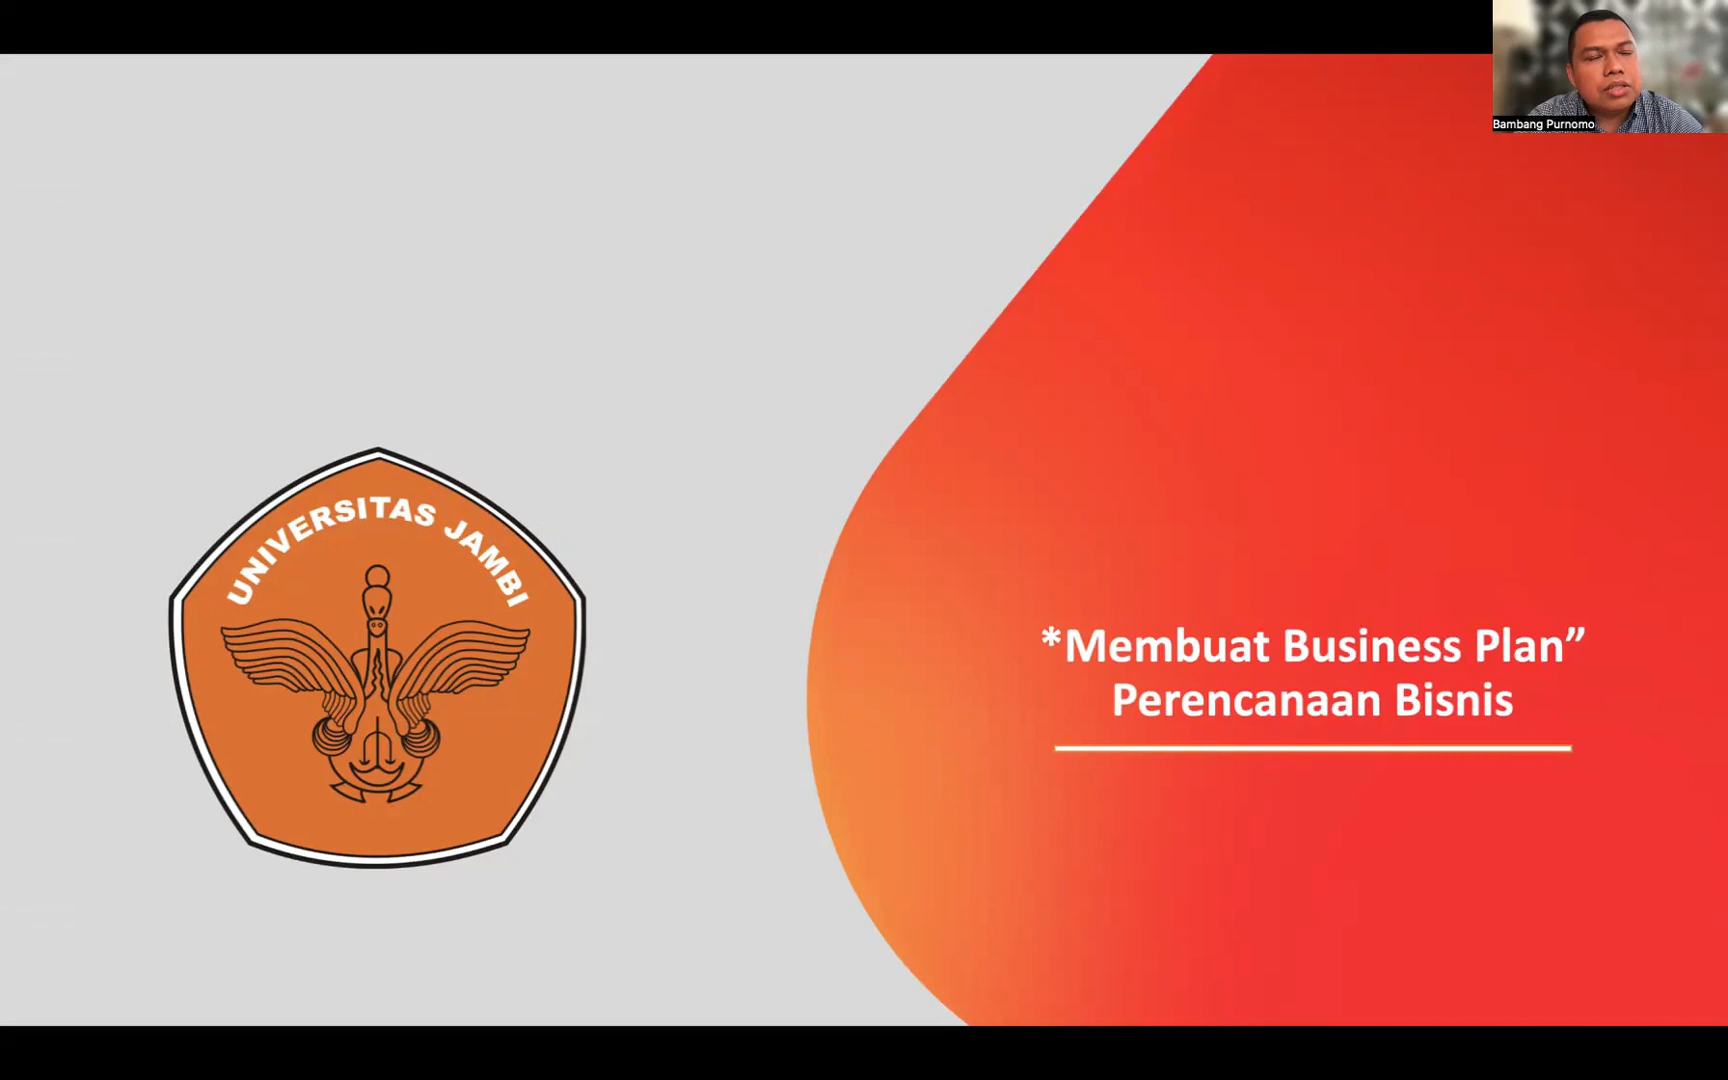 Bambang Purnomo
UNIVERSITAS JAMBI
*Membuat Business Plan”
Perencanaan Bisnis